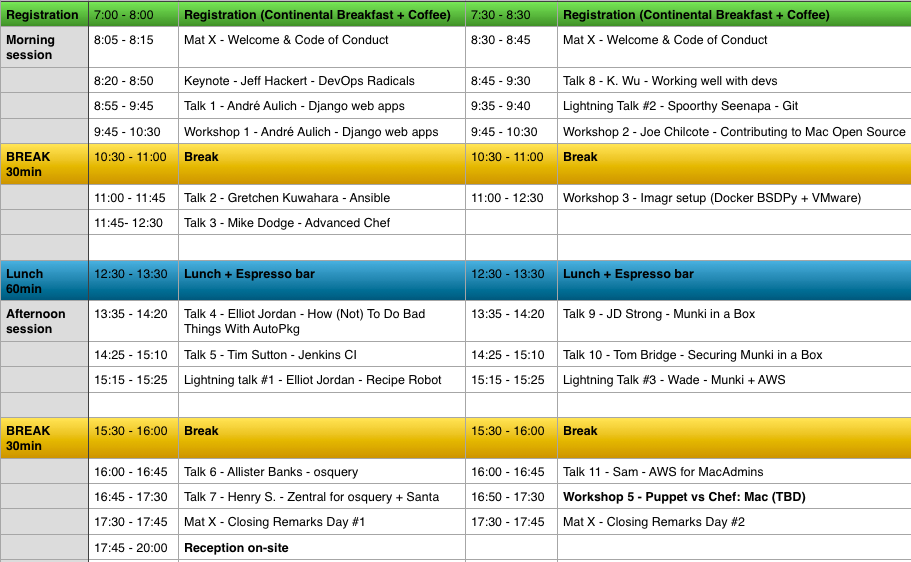 Registration 7:00 - 8:00 Registration (Continental Breakfast + Coffee) 7:30 - 8:30 Registration (Continental Breakfast + Coffee)
Morning 8:05 - 8:15 Mat X - Welcome & Code of Conduct 8:30 - 8:45 Mat X - Welcome & Code of Conduct
session
8:20 - 8:50 Keynote - Jeff Hackert - DevOps Radicals 8:45 - 9:30 Talk 8 - K. Wu - Working well with devs
8:55 - 9:45 Talk 1 - André Aulich - Django web apps 9:35 - 9:40 Lightning Talk #2 - Spoorthy Seenapa - Git
9:45 - 10:30 Workshop 1 - André Aulich - Django web apps 9:45 - 10:30 Workshop 2 - Joe Chilcote - Contributing to Mac Open Source
BREAK 10:30 - 11:00 Break 10:30 - 11:00 Break
30min
11:00 - 11:45 Talk 2 - Gretchen Kuwahara - Ansible 11:00 - 12:30 Workshop 3 - Imagr setup (Docker BSDPy + VMware)
11:45- 12:30 Talk 3 - Mike Dodge - Advanced Chef
Lunch 12:30 - 13:30 Lunch + Espresso bar 12:30 - 13:30 Lunch + Espresso bar
60min
Afternoon 13:35 - 14:20 Talk 4 - Elliot Jordan - How (Not) To Do Bad 13:35 - 14:20 Talk 9 - JD Strong - Munki in a Box
session Things With AutoPkg
14:25 - 15:10 Talk 5 - Tim Sutton - Jenkins CI 14:25 - 15:10 Talk 10 - Tom Bridge - Securing Munki in a Box
15:15 - 15:25 Lightning talk #1 - Elliot Jordan - Recipe Robot 15:15 - 15:25 Lightning Talk #3 - Wade - Munki + AWS
BREAK 15:30 - 16:00 Break 15:30 - 16:00 Break
30min
16:00 - 16:45 Talk 6 - Allister Banks - osquery 16:00 - 16:45 Talk 11 - Sam - AWS for MacAdmins
16:45 - 17:30 Talk 7 - Henry S. - Zentral for osquery + Santa 16:50 - 17:30 Workshop 5 - Puppet vs Chef: Mac (TBD)
17:30 - 17:45 Mat X - Closing Remarks Day #1 17:30 - 17:45 Mat X - Closing Remarks Day #2
17:45 - 20:00 Reception on-site